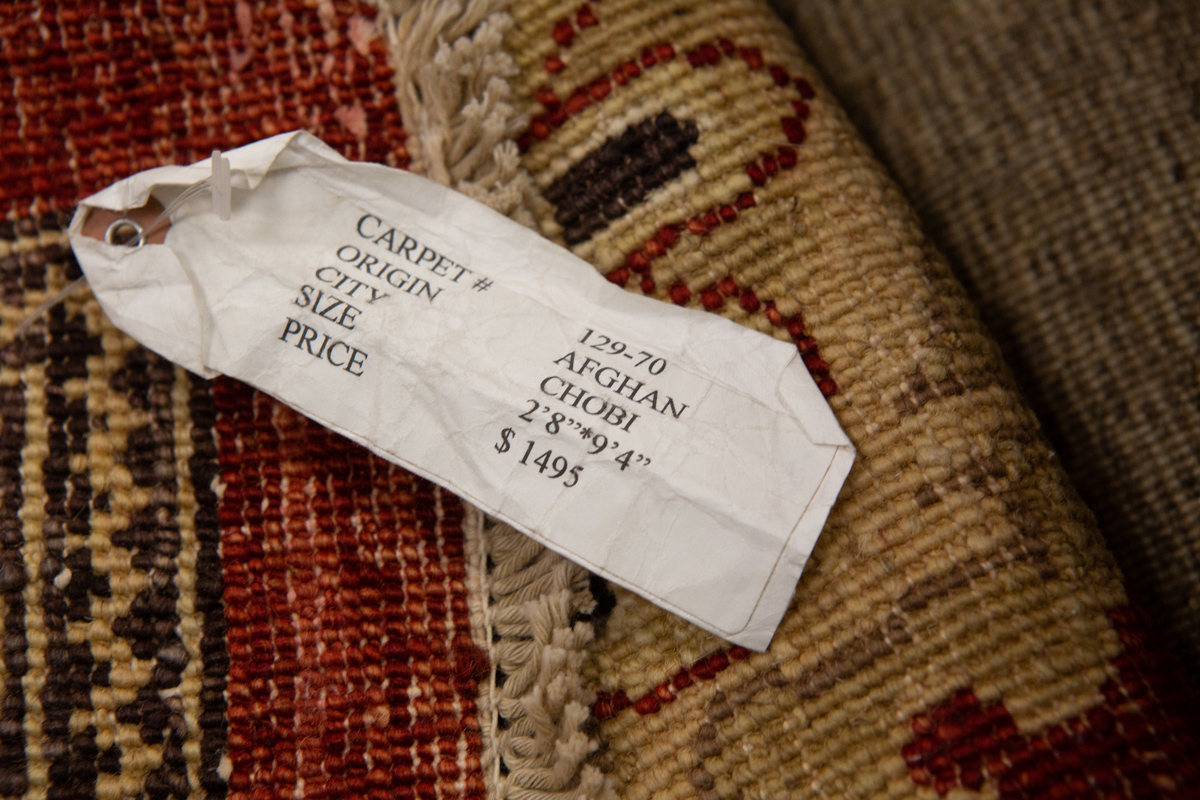 CARPET # 129-70
ORIGIN AFGHAN
CITY CHOBI
SIZE 2’8”*9’4”
PRICE $ 1495